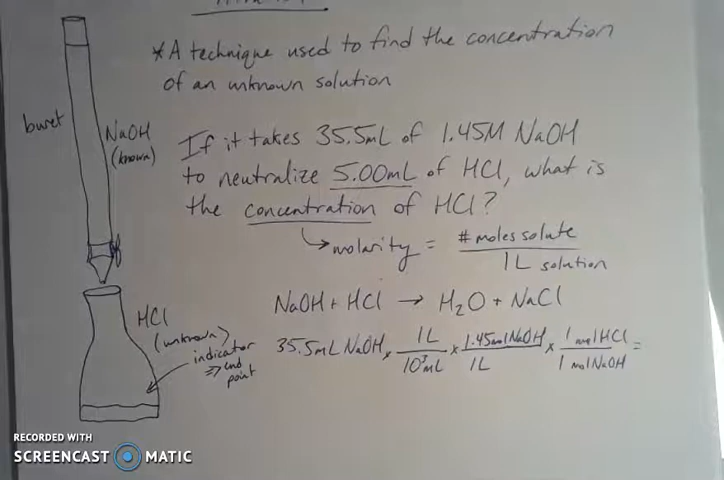 * A technique used to find the concentration
of an unknown solution
buret
NaOH
(known)
If it takes 35.5mL of 1.45M NaOH
to neutralize 5.00mL of HCl, what is
the concentration of HCl?
molarity = # moles solute / 1L solution
NaOH + HCl → H₂O + NaCl
35.5mL NaOH × 1L / 10³mL × 1.45mol NaOH / 1L × 1 mol HCl / 1 mol NaOH =
HCl
(unknown)
indicator
⇒ end
point
RECORDED WITH
SCREENCAST MATIC